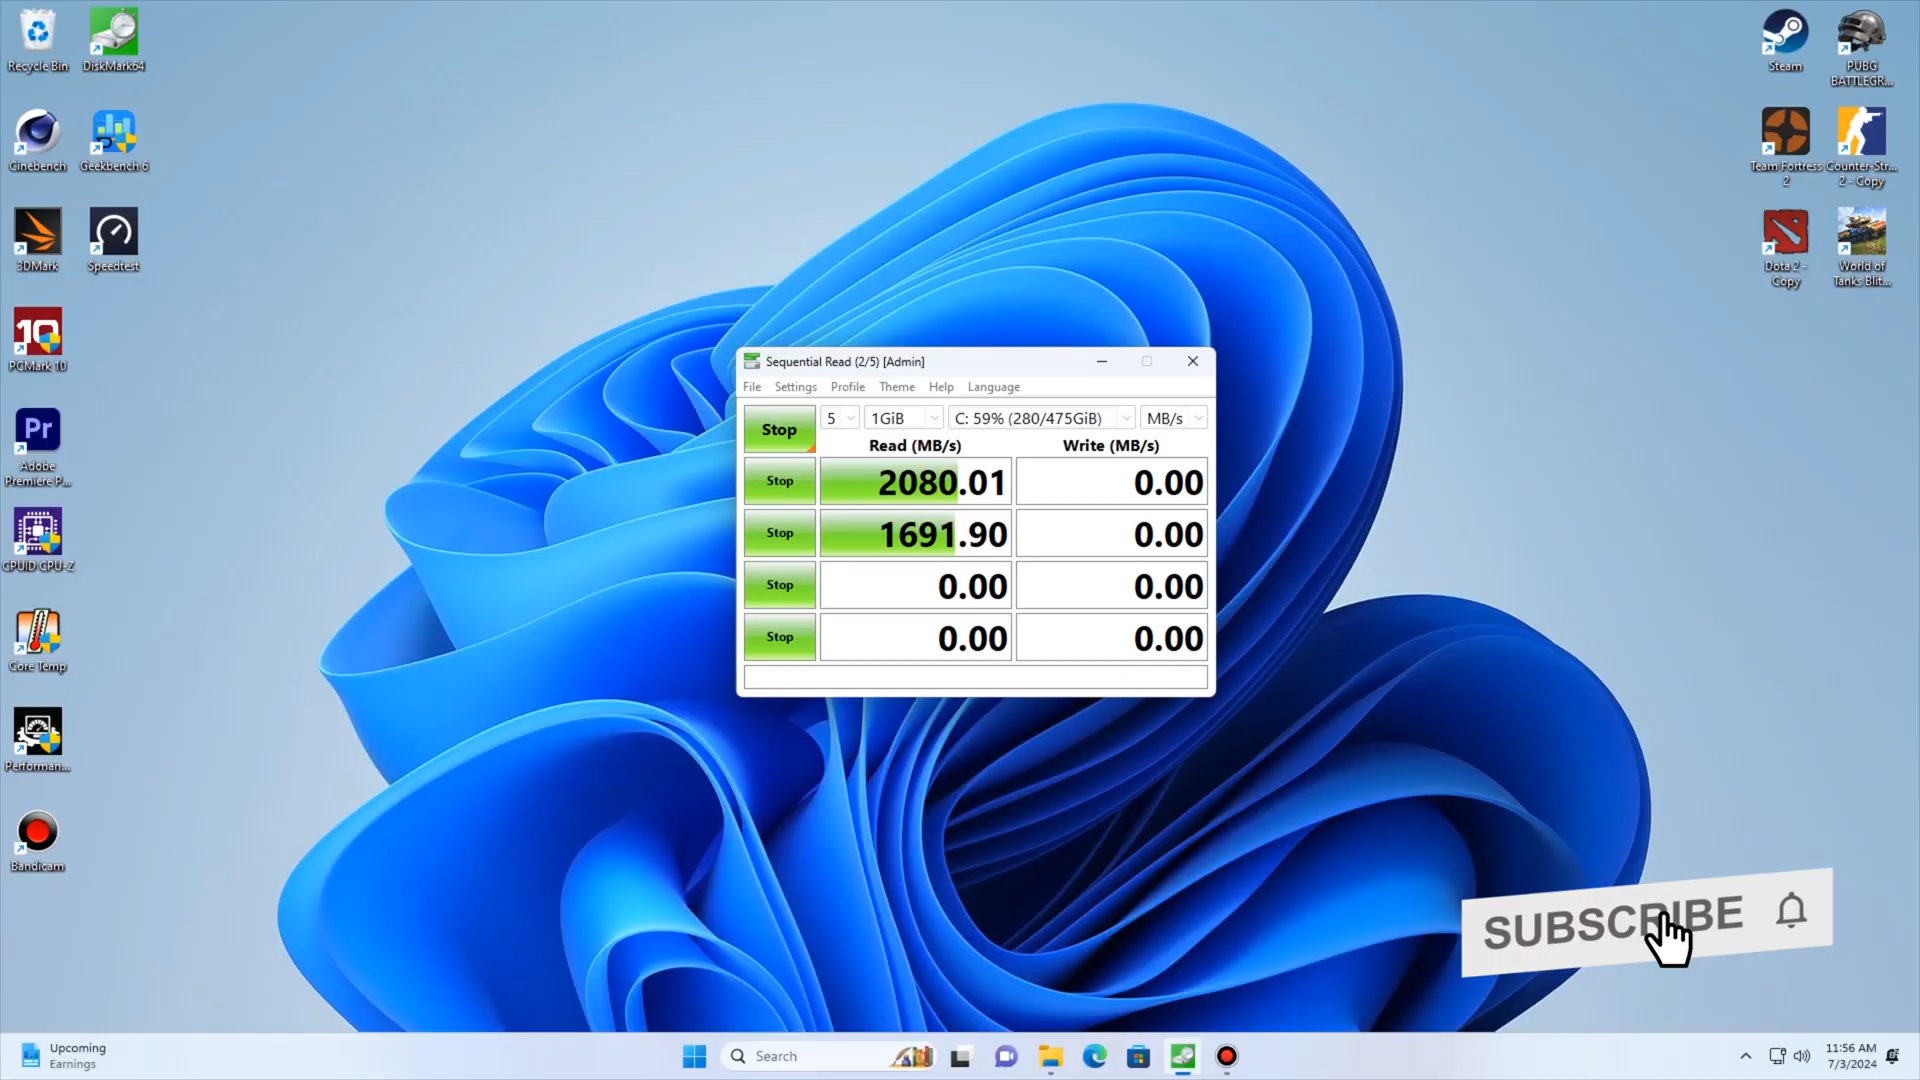 Recycle Bin
DiskMark64
Cinebench
Geekbench 6
3DMark
Speedtest
10
PCMark 10
Pr
Adobe
Premiere P...
CPUID CPU-Z
Core Temp
Performan...
Bandicam
Steam
PUBG
BATTLEGR...
Team Fortress
2
Counter-Str...
2 - Copy
Dota 2 -
Copy
World of
Tanks Blit...
Sequential Read (2/5) [Admin]
File Settings Profile Theme Help Language
Stop 5 1GiB C: 59% (280/475GiB) MB/s
Read (MB/s) Write (MB/s)
Stop 2080.01 0.00
Stop 1691.90 0.00
Stop 0.00 0.00
Stop 0.00 0.00
SUBSCRIBE
Upcoming
Earnings
Search
11:56 AM
7/3/2024